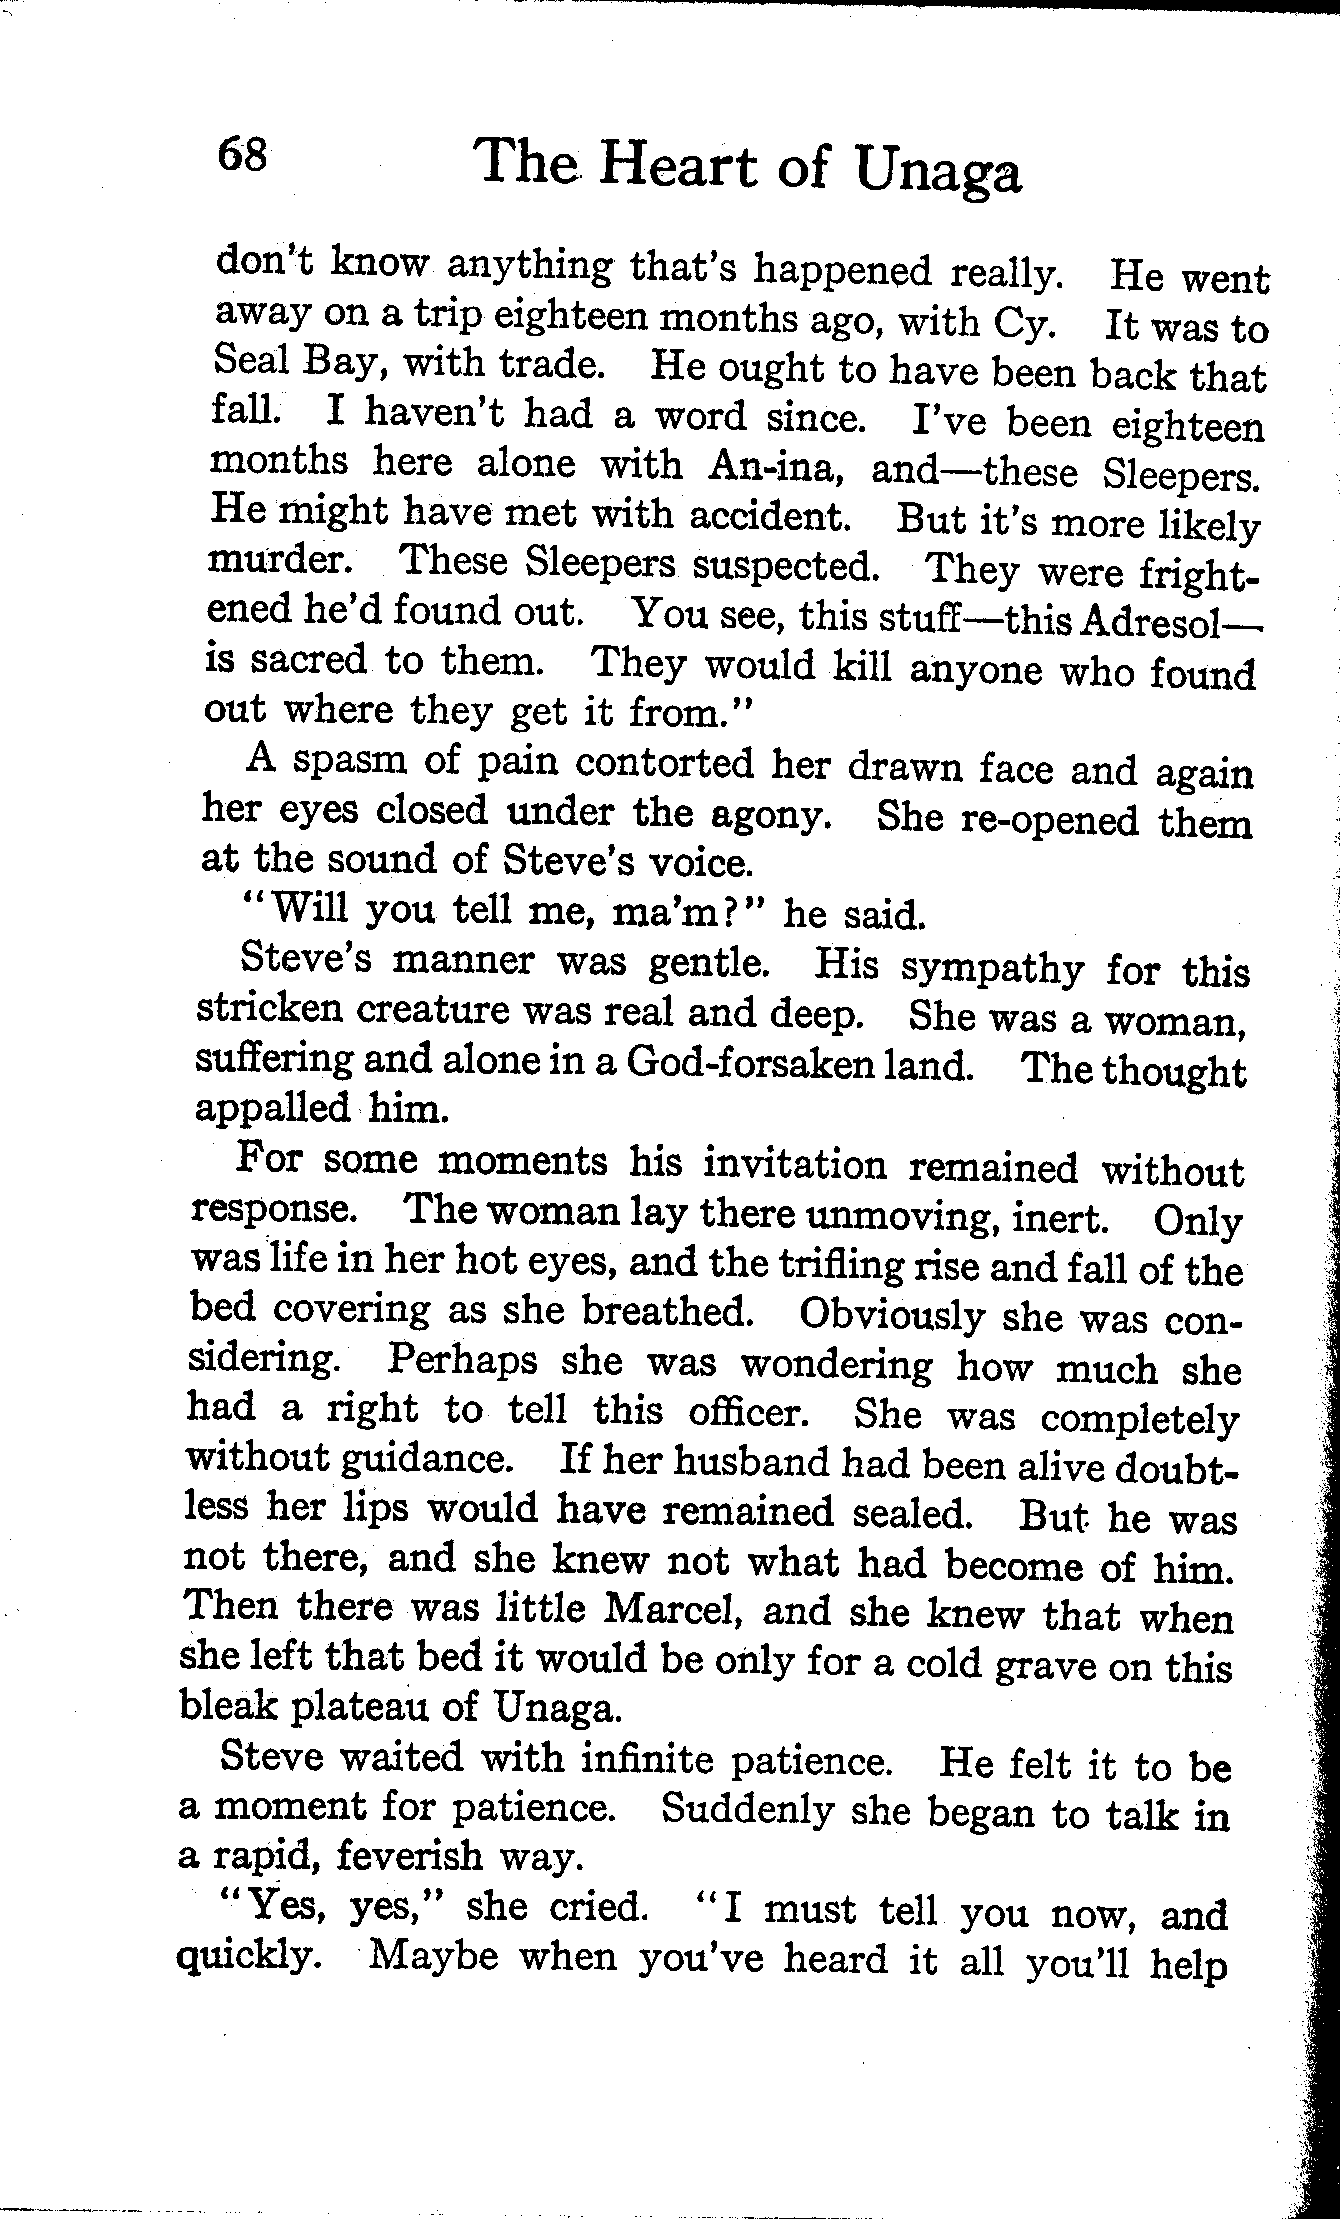 68 The Heart of Unaga
don't know anything that's happened really. He went
away on a trip eighteen months ago, with Cy. It was to
Seal Bay, with trade. He ought to have been back that
fall. I haven't had a word since. I've been eighteen
months here alone with An-ina, and—these Sleepers.
He might have met with accident. But it's more likely
murder. These Sleepers suspected. They were fright-
ened he'd found out. You see, this stuff—this Adresol—
is sacred to them. They would kill anyone who found
out where they get it from."
A spasm of pain contorted her drawn face and again
her eyes closed under the agony. She re-opened them
at the sound of Steve's voice.
"Will you tell me, ma'm?" he said.
Steve's manner was gentle. His sympathy for this
stricken creature was real and deep. She was a woman,
suffering and alone in a God-forsaken land. The thought
appalled him.
For some moments his invitation remained without
response. The woman lay there unmoving, inert. Only
was life in her hot eyes, and the trifling rise and fall of the
bed covering as she breathed. Obviously she was con-
sidering. Perhaps she was wondering how much she
had a right to tell this officer. She was completely
without guidance. If her husband had been alive doubt-
less her lips would have remained sealed. But he was
not there, and she knew not what had become of him.
Then there was little Marcel, and she knew that when
she left that bed it would be only for a cold grave on this
bleak plateau of Unaga.
Steve waited with infinite patience. He felt it to be
a moment for patience. Suddenly she began to talk in
a rapid, feverish way.
"Yes, yes," she cried. "I must tell you now, and
quickly. Maybe when you've heard it all you'll help